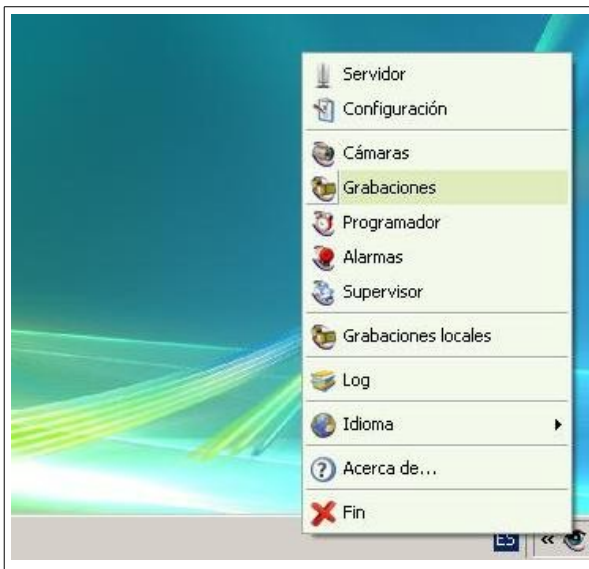 Servidor
Configuración
Cámaras
Grabaciones
Programador
Alarmas
Supervisor
Grabaciones locales
Log
Idioma
Acerca de...
Fin
ES
«